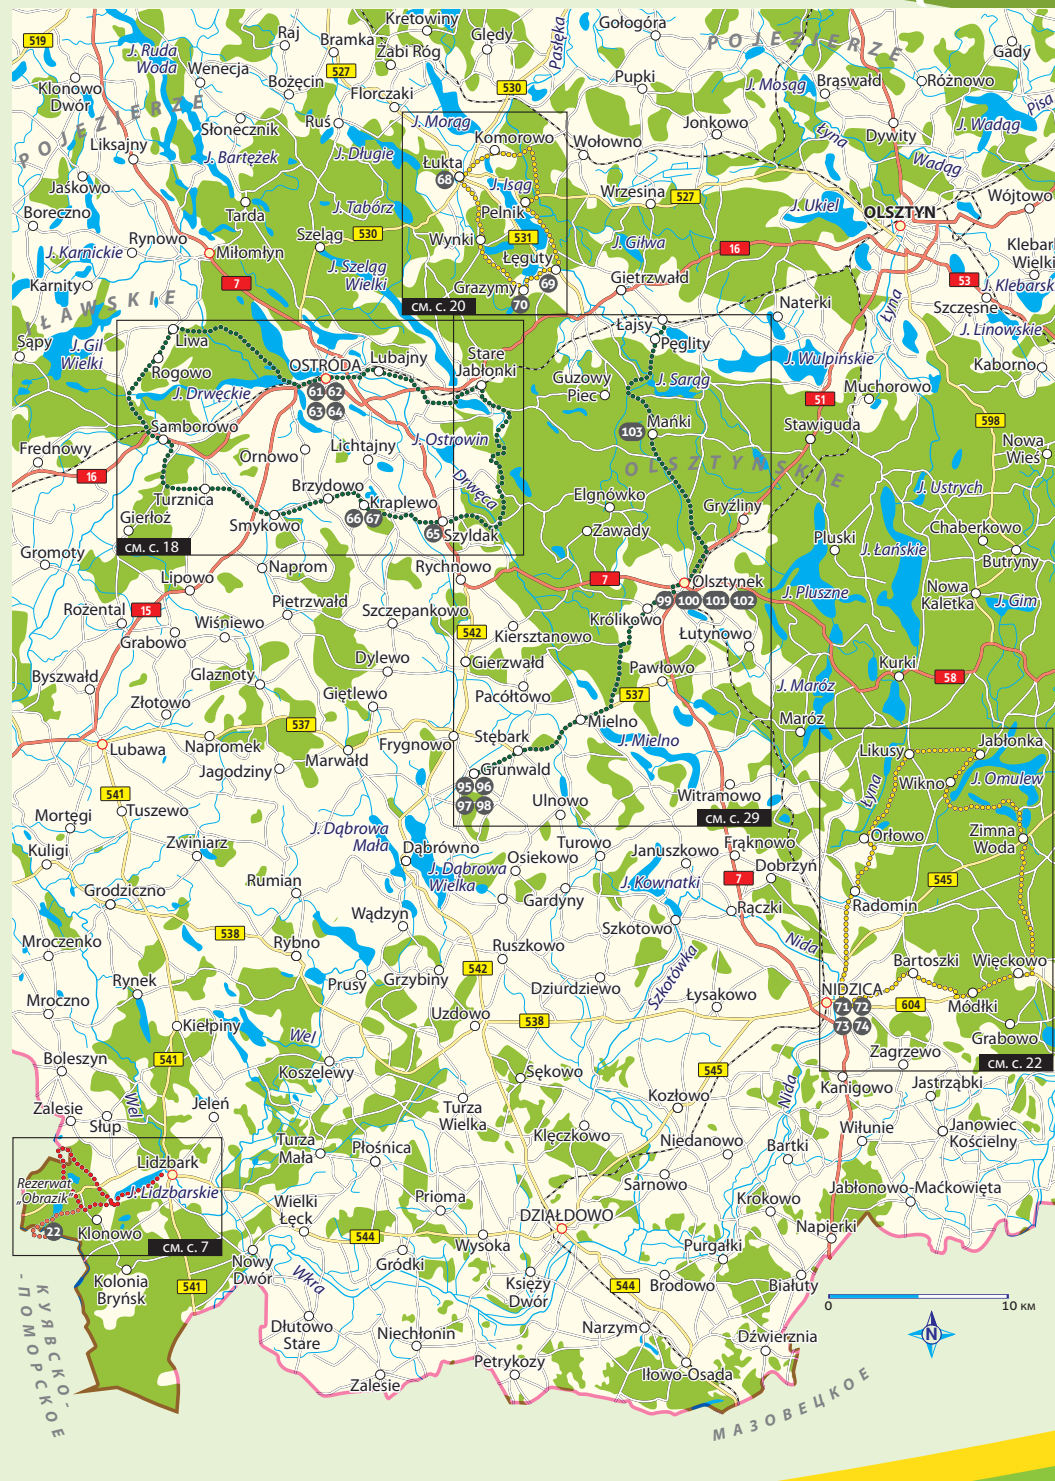 519
J. Ruda
Woda
Raj
Bramka
Kretowiny
Żabi Róg
Ględy
Pasłęka
Gołogóra
POJEZIERZE
Gady
Klonowo
Dwór
Wenecja
Bożęcin
527
530
Pupki
J. Mosąg
Brąswałd
Różnowo
POJEZIERZE
Florczaki
Słonecznik
Ruś
J. Morąg
Komorowo
Wołowno
Jonkowo
Łyna
Dywity
J. Wadąg
Pisa
Liksajny
J. Bartężek
J. Długie
Łukta
68
J. Isąg
Wadąg
Jaśkowo
Wrzesina
527
Wójtowo
Boreczno
Tarda
J. Tabórz
Pelnik
J. Ukiel
OLSZTYN
Rynowo
Szeląg
530
Wynki
531
J. Giłwa
16
J. Karnickie
Miłomłyn
Łęguty
Klebark
Wielki
Karnity
7
J. Szeląg
Wielki
Grazymy
69
Gietrzwałd
53
J. Klebarskie
IŁAWSKIE
70
см. с. 20
Naterki
Łyna
Szczęsne
Łajsy
J. Linowskie
Sąpy
J. Gil
Wielki
Liwa
OSTRÓDA
Lubajny
Stare
Jabłonki
Pęglity
J. Wulpińskie
Kaborno
Rogowo
J. Drwęckie
61
62
63
64
Guzowy
Piec
J. Sarąg
Muchorowo
51
598
Samborowo
J. Ostrowin
103
Mańki
Stawiguda
Frednowy
Lichtajny
Nowa
Wieś
16
Ornowo
OLSZTYŃSKIE
Turznica
Brzydowo
Drwęca
Elgnówko
J. Ustrych
Gierłoż
Smykowo
Kraplewo
66
67
65
Szyldak
Zawady
Gryźliny
Chaberkowo
см. с. 18
Pluski
J. Łańskie
Gromoty
Naprom
Rychnowo
7
Olsztynek
Butryny
Lipowo
99
100
101
102
J. Pluszne
Nowa
Kaletka
J. Gim
Rożental
15
Pietrzwałd
Szczepankowo
Królikowo
Wiśniewo
542
Kiersztanowo
Łutynowo
Grabowo
Byszwałd
Dylewo
Gierzwałd
Pawłowo
Kurki
Glaznoty
Giętlewo
Pacółtowo
537
J. Maróz
58
Złotowo
537
Mielno
Maróz
Lubawa
Napromek
Frygnowo
Stębark
J. Mielno
Likusy
Jabłonka
Jagodziny
Marwałd
Grunwald
95
96
97
98
Łyna
Wikno
J. Omulew
541
Tuszewo
Ulnowo
Witramowo
см. с. 29
Mortęgi
J. Dąbrowa
Mała
Orłowo
Zimna
Woda
Zwiniarz
Dąbrówno
Turowo
Januszkowo
Frąknowo
Kuligi
J. Dąbrowa
Wielka
Osiekowo
7
Dobrzyń
545
Grodziczno
Rumian
Gardyny
J. Kownatki
Rączki
Radomin
Wądzyn
Szkotowo
538
Mroczenko
Rybno
Ruszkowo
Nida
Bartoszki
Więckowo
Rynek
Prusy
Grzybiny
542
Szkotówka
NIDZICA
Dziurdziewo
Łysakowo
71
72
73
74
604
Módłki
Mroczno
Kiełpiny
Uzdowo
538
Grabowo
Wel
Zagrzewo
Boleszyn
541
Koszelewy
Sękowo
545
см. с. 22
Kanigowo
Jastrząbki
Zalesie
Wel
Jeleń
Turza
Wielka
Kozłowo
Nida
Słup
Wiłunie
Janowiec
Kościelny
Turza
Mała
Klęczkowo
Niedanowo
Bartki
Lidzbark
Płośnica
Rezerwat
„Obrazik”
J. Lidzbarskie
Sarnowo
Prioma
Krokowo
Jabłonowo-Maćkowięta
Wielki
Łęck
DZIAŁDOWO
22
Klonowo
см. с. 7
544
Wysoka
Napierki
Purgałki
Nowy
Dwór
Gródki
Kolonia
Bryńsk
541
Wkra
Księży
Dwór
544
Brodowo
Białuty
0
10 км
КУЯВСКО-
-ПОМОРСКОЕ
Dłutowo
Stare
Niechłonin
Narzym
Dźwierznia
N
Petrykozy
Iłowo-Osada
Zalesie
МАЗОВЕЦКОЕ